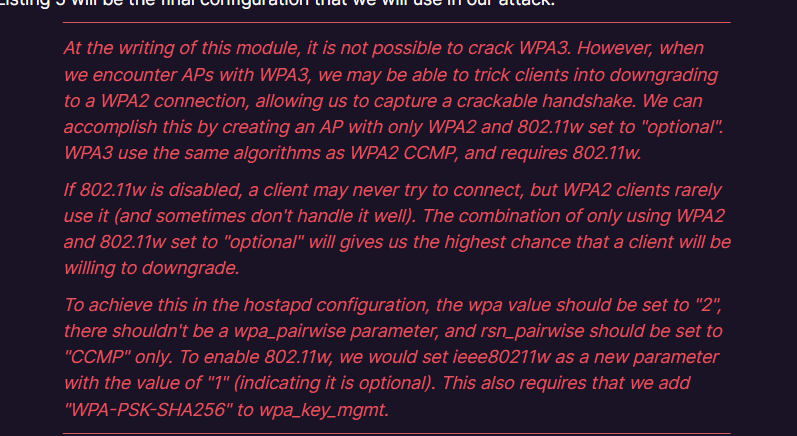 Listing 5 will be the final configuration that we will use in our attack.
At the writing of this module, it is not possible to crack WPA3. However, when
we encounter APs with WPA3, we may be able to trick clients into downgrading
to a WPA2 connection, allowing us to capture a crackable handshake. We can
accomplish this by creating an AP with only WPA2 and 802.11w set to "optional".
WPA3 use the same algorithms as WPA2 CCMP, and requires 802.11w.
If 802.11w is disabled, a client may never try to connect, but WPA2 clients rarely
use it (and sometimes don't handle it well). The combination of only using WPA2
and 802.11w set to "optional" will gives us the highest chance that a client will be
willing to downgrade.
To achieve this in the hostapd configuration, the wpa value should be set to "2",
there shouldn't be a wpa_pairwise parameter, and rsn_pairwise should be set to
"CCMP" only. To enable 802.11w, we would set ieee80211w as a new parameter
with the value of "1" (indicating it is optional). This also requires that we add
"WPA-PSK-SHA256" to wpa_key_mgmt.